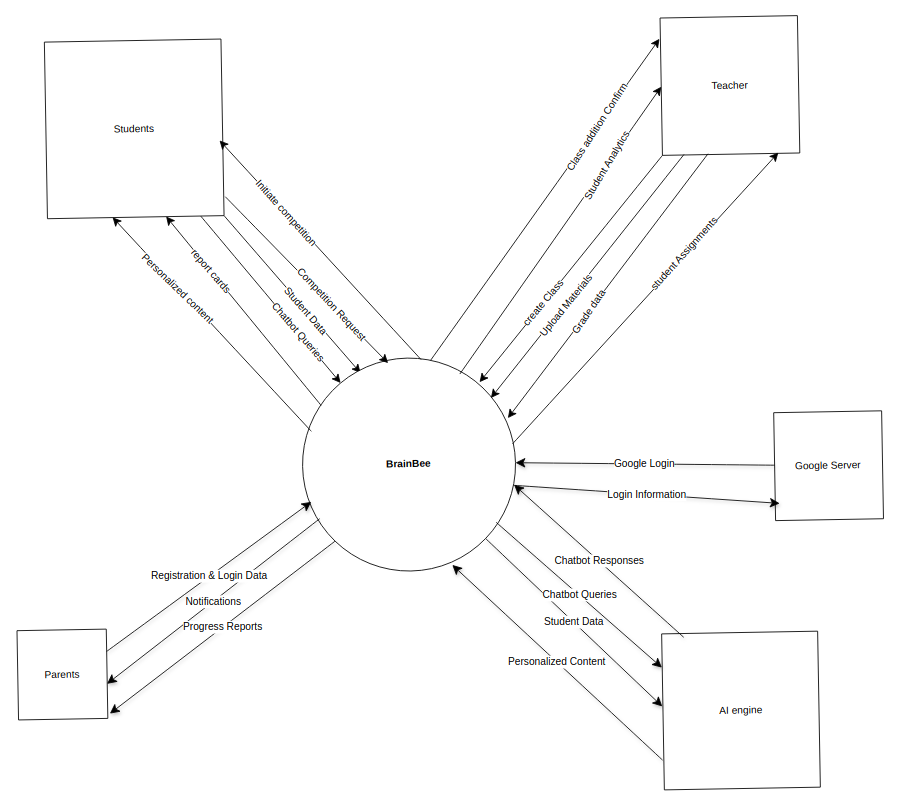 Students
Teacher
Class addition Confirm
Student Analytics
Initiate competition
Competition Request
Student Data
Chatbot Queries
report cards
Personalized content
create Class
Upload Materials
Grade data
student Assignments
BrainBee
Google Login
Google Server
Login Information
Registration & Login Data
Notifications
Progress Reports
Parents
Chatbot Responses
Chatbot Queries
Student Data
Personalized Content
AI engine